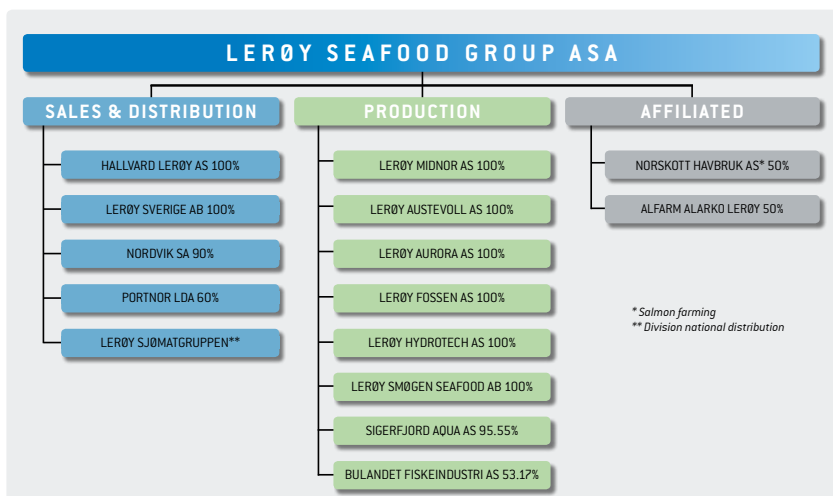 LERØY SEAFOOD GROUP ASA
SALES & DISTRIBUTION
HALLVARD LERØY AS 100%
LERØY SVERIGE AB 100%
NORDVIK SA 90%
PORTNOR LDA 60%
LERØY SJØMATGRUPPEN**
PRODUCTION
LERØY MIDNOR AS 100%
LERØY AUSTEVOLL AS 100%
LERØY AURORA AS 100%
LERØY FOSSEN AS 100%
LERØY HYDROTECH AS 100%
LERØY SMØGEN SEAFOOD AB 100%
SIGERFJORD AQUA AS 95.55%
BULANDET FISKEINDUSTRI AS 53.17%
AFFILIATED
NORSKOTT HAVBRUK AS* 50%
ALFARM ALARKO LERØY 50%
* Salmon farming
** Division national distribution